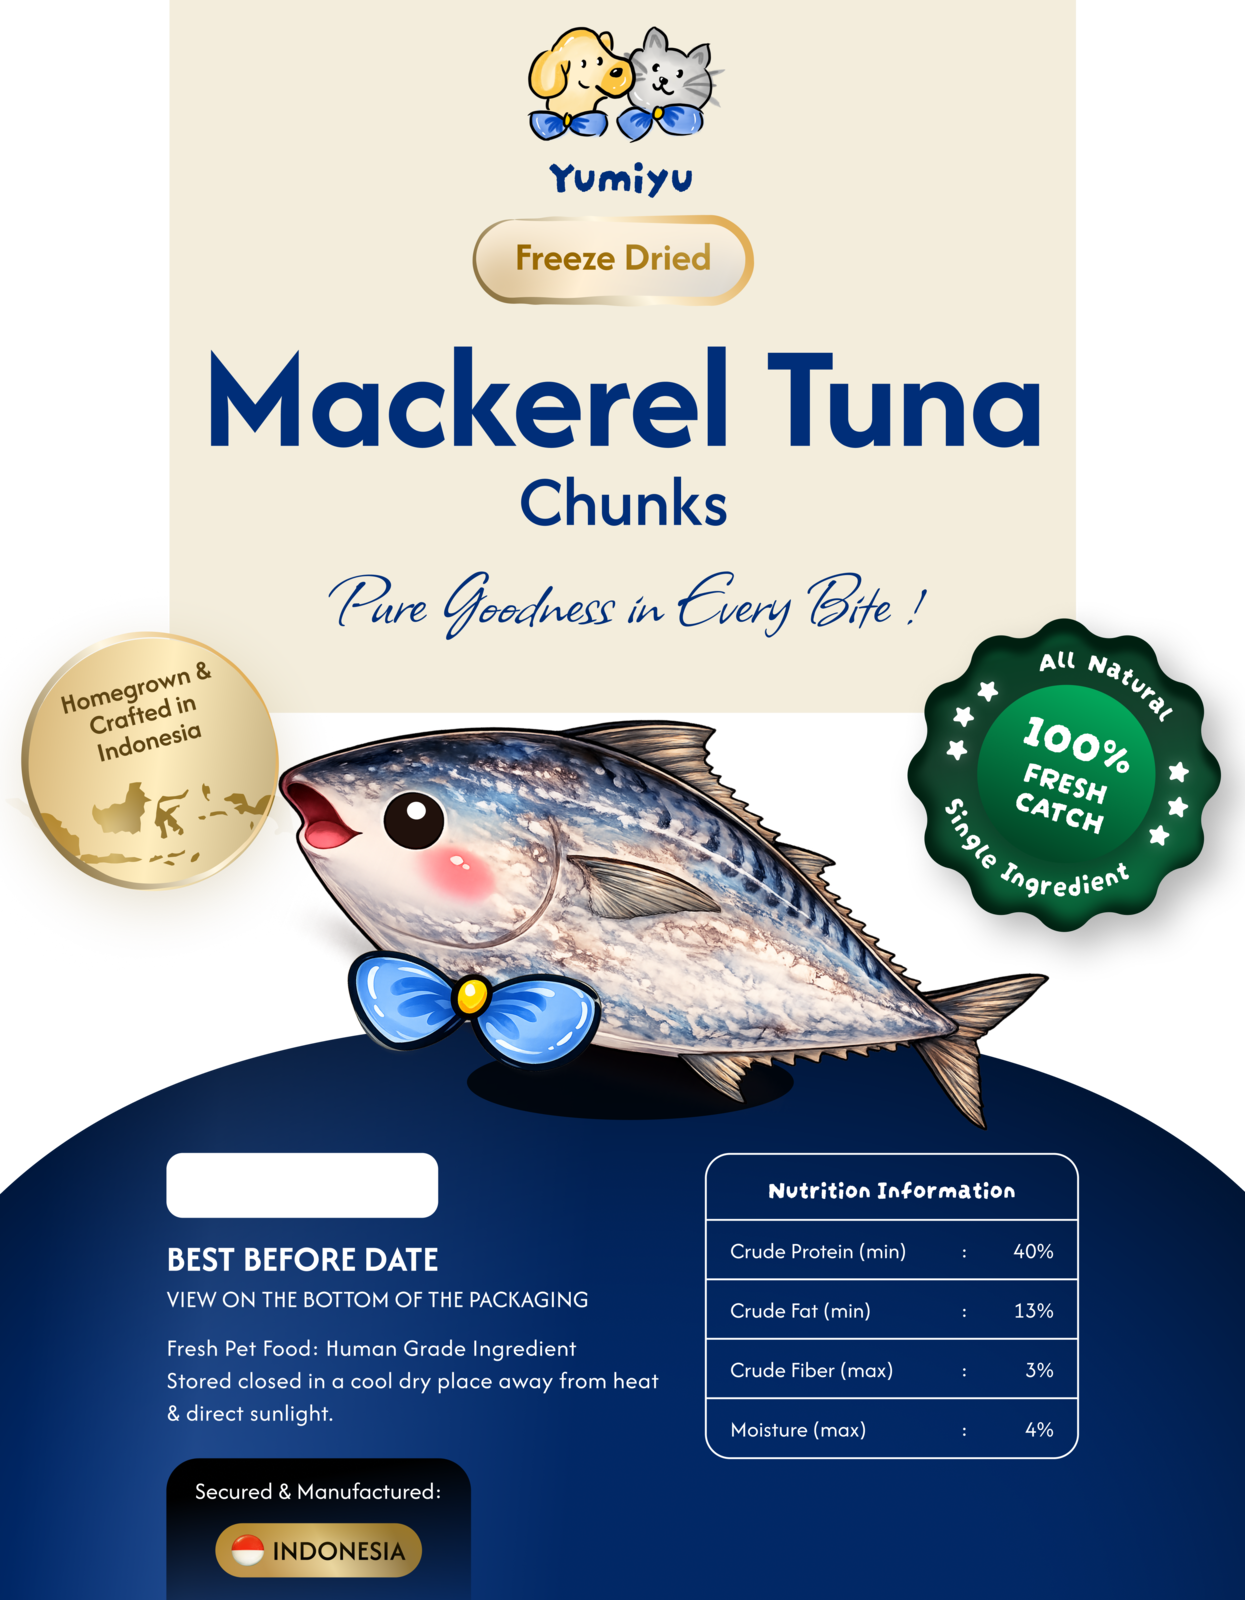 Yumiyu
Freeze Dried
Mackerel Tuna
Chunks
Pure Goodness in Every Bite !
Homegrown &
Crafted in
Indonesia
All Natural
100%
FRESH
CATCH
Single Ingredient
BEST BEFORE DATE
VIEW ON THE BOTTOM OF THE PACKAGING
Fresh Pet Food: Human Grade Ingredient
Stored closed in a cool dry place away from heat
& direct sunlight.
Secured & Manufactured:
INDONESIA
Nutrition Information
Crude Protein (min) : 40%
Crude Fat (min) : 13%
Crude Fiber (max) : 3%
Moisture (max) : 4%